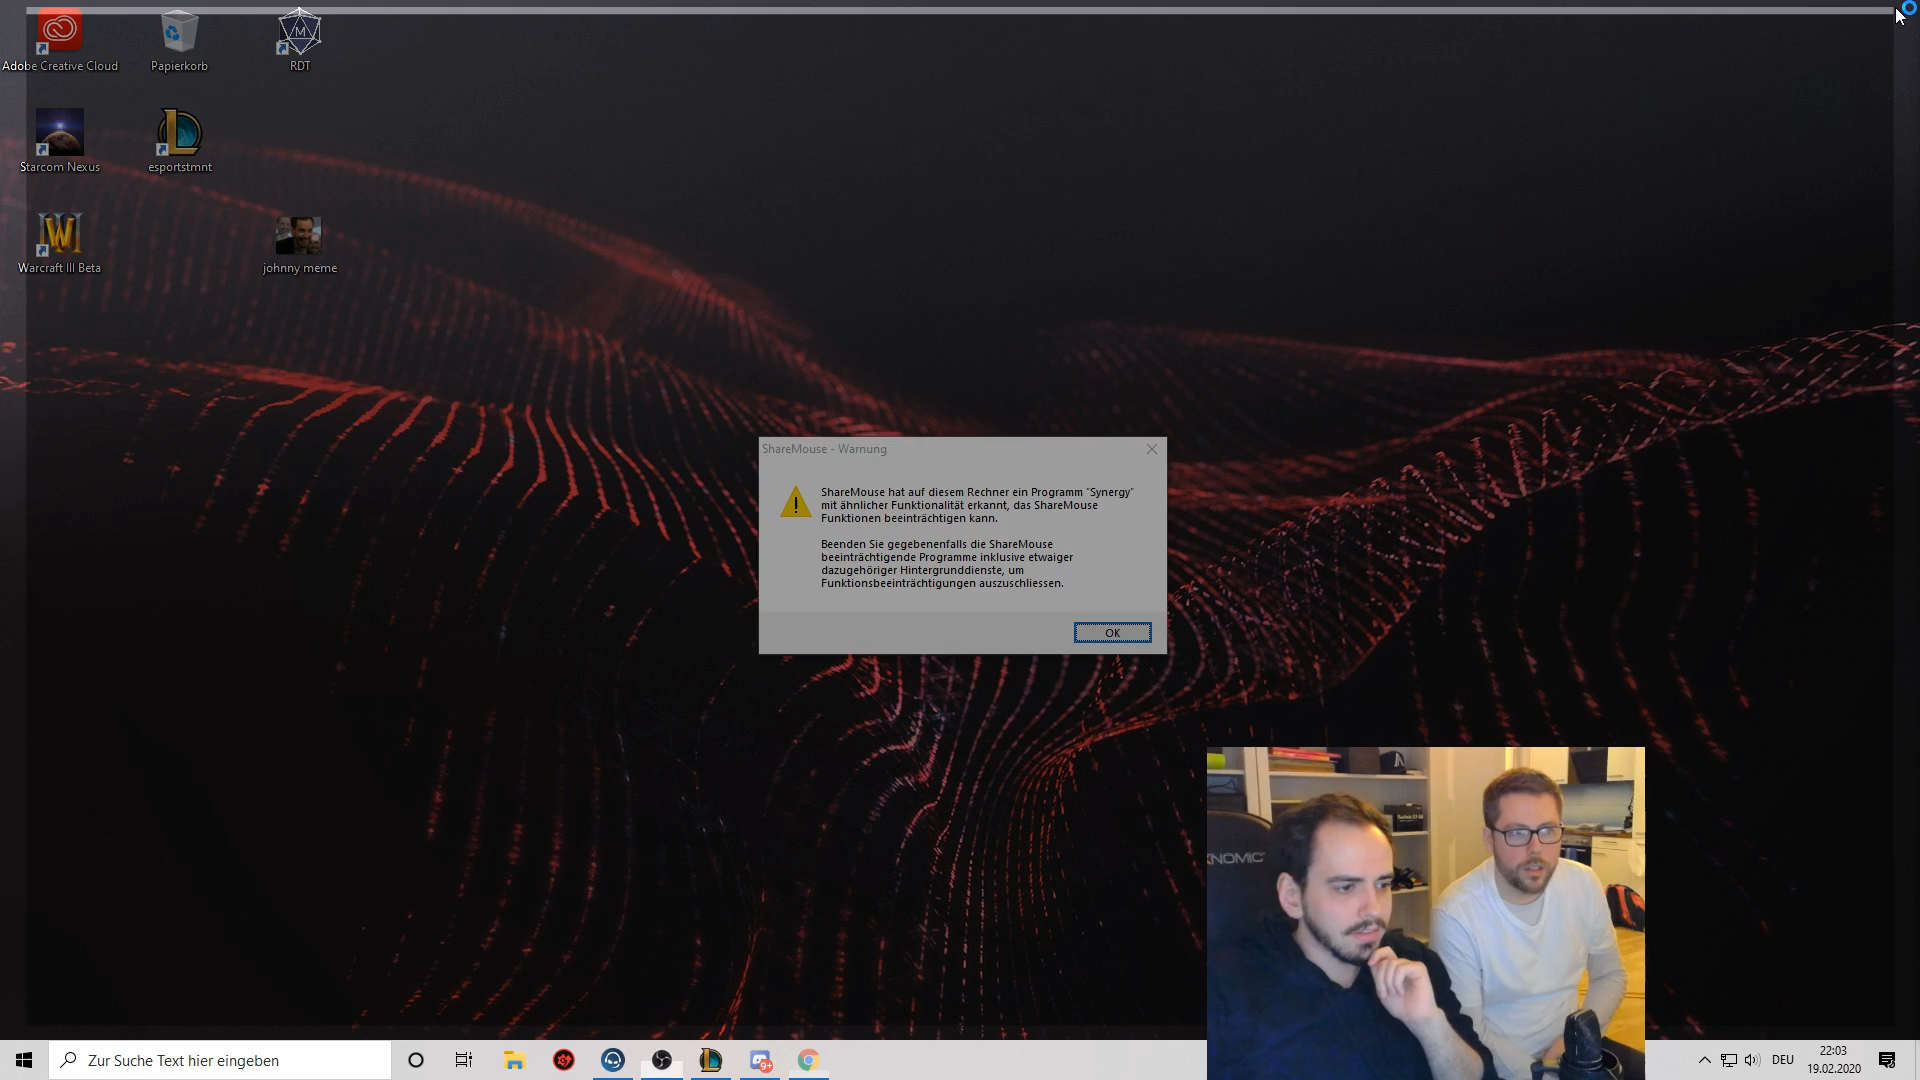 Adobe Creative Cloud
Papierkorb
RDT
Starcom Nexus
esportstmnt
Warcraft III Beta
johnny meme
ShareMouse - Warnung
ShareMouse hat auf diesem Rechner ein Programm "Synergy"
mit ähnlicher Funktionalität erkannt, das ShareMouse
Funktionen beeinträchtigen kann.
Beenden Sie gegebenenfalls die ShareMouse
beeinträchtigende Programme inklusive etwaiger
dazugehöriger Hintergrunddienste, um
Funktionsbeeinträchtigungen auszuschliessen.
OK
KNOMIC
Zur Suche Text hier eingeben
9+
DEU
22:03
19.02.2020